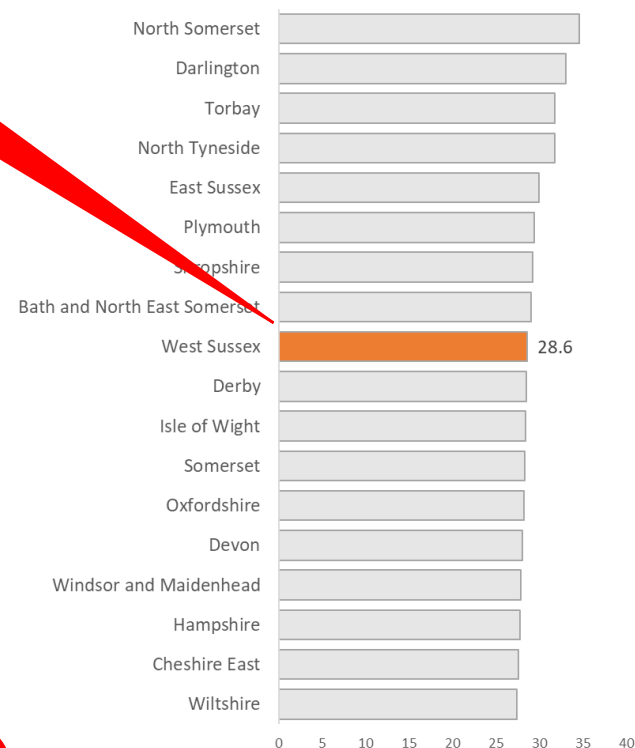 North Somerset
Darlington
Torbay
North Tyneside
East Sussex
Plymouth
Shropshire
Bath and North East Somerset
West Sussex 28.6
Derby
Isle of Wight
Somerset
Oxfordshire
Devon
Windsor and Maidenhead
Hampshire
Cheshire East
Wiltshire
0 5 10 15 20 25 30 35 40